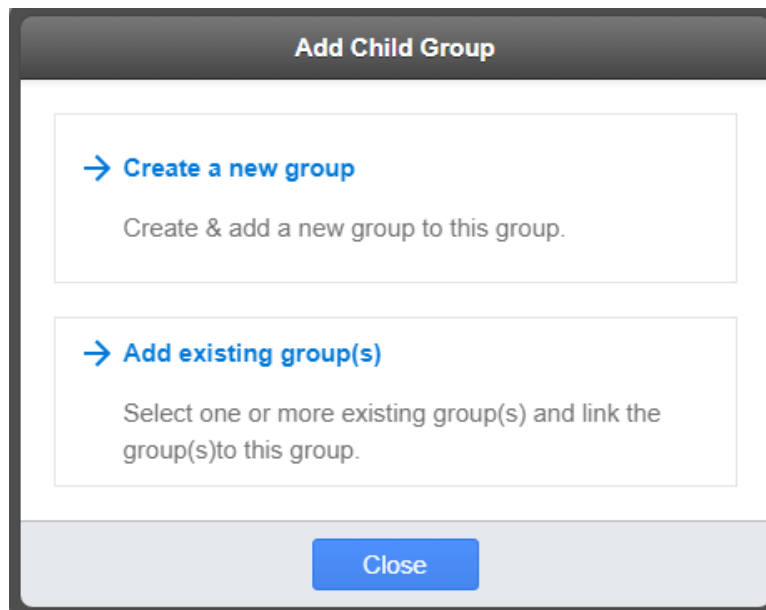 Add Child Group
Create a new group
Create & add a new group to this group.
Add existing group(s)
Select one or more existing group(s) and link the
group(s)to this group.
Close